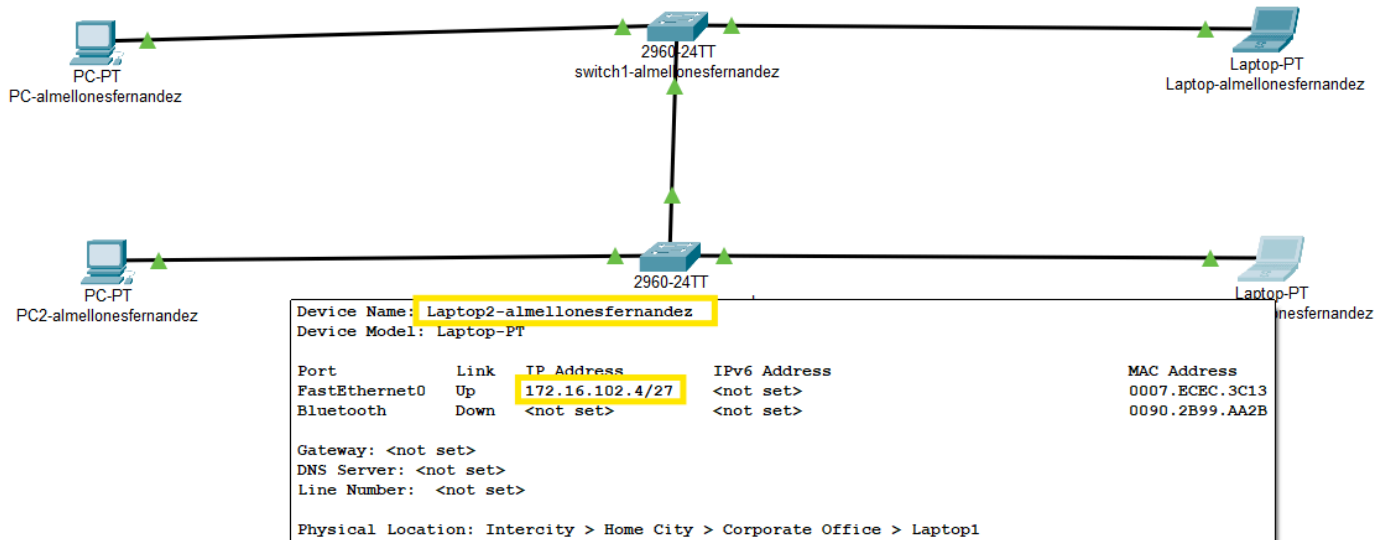 2960-24TT
switch1-almellonesfernandez
PC-PT
PC-almellonesfernandez
Laptop-PT
Laptop-almellonesfernandez
2960-24TT
PC-PT
PC2-almellonesfernandez
Laptop-PT
nesfernandez
Device Name: Laptop2-almellonesfernandez
Device Model: Laptop-PT
Port Link IP Address IPv6 Address MAC Address
FastEthernet0 Up 172.16.102.4/27 <not set> 0007.ECEC.3C13
Bluetooth Down <not set> <not set> 0090.2B99.AA2B
Gateway: <not set>
DNS Server: <not set>
Line Number: <not set>
Physical Location: Intercity > Home City > Corporate Office > Laptop1